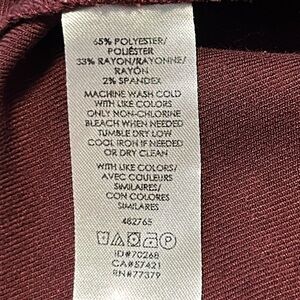 65% POLYESTER/
POLIÉSTER
33% RAYON/RAYONNE/
RAYÓN
2% SPANDEX
MACHINE WASH COLD
WITH LIKE COLORS
ONLY NON-CHLORINE
BLEACH WHEN NEEDED
TUMBLE DRY LOW
COOL IRON IF NEEDED
OR DRY CLEAN
WITH LIKE COLORS/
AVEC COULEURS
SIMILAIRES/
CON COLORES
SIMILARES
482765
ID#70268
CA#57421
RN#77379